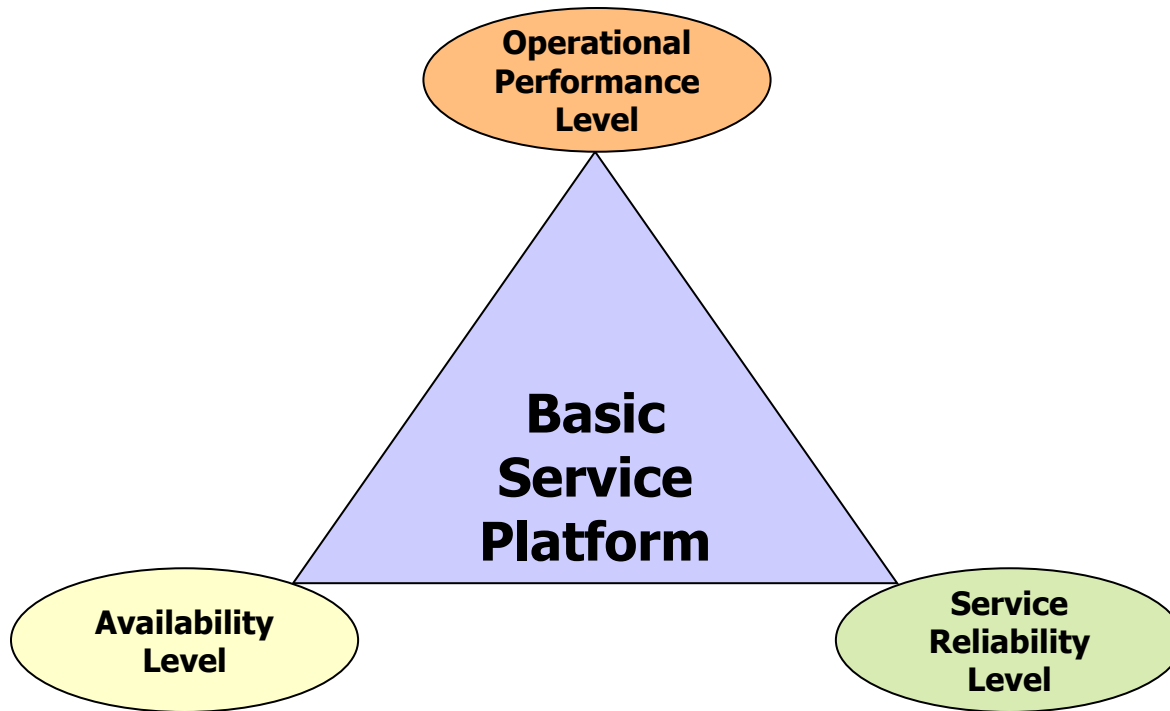 Operational
Performance
Level
Basic
Service
Platform
Availability
Level
Service
Reliability
Level